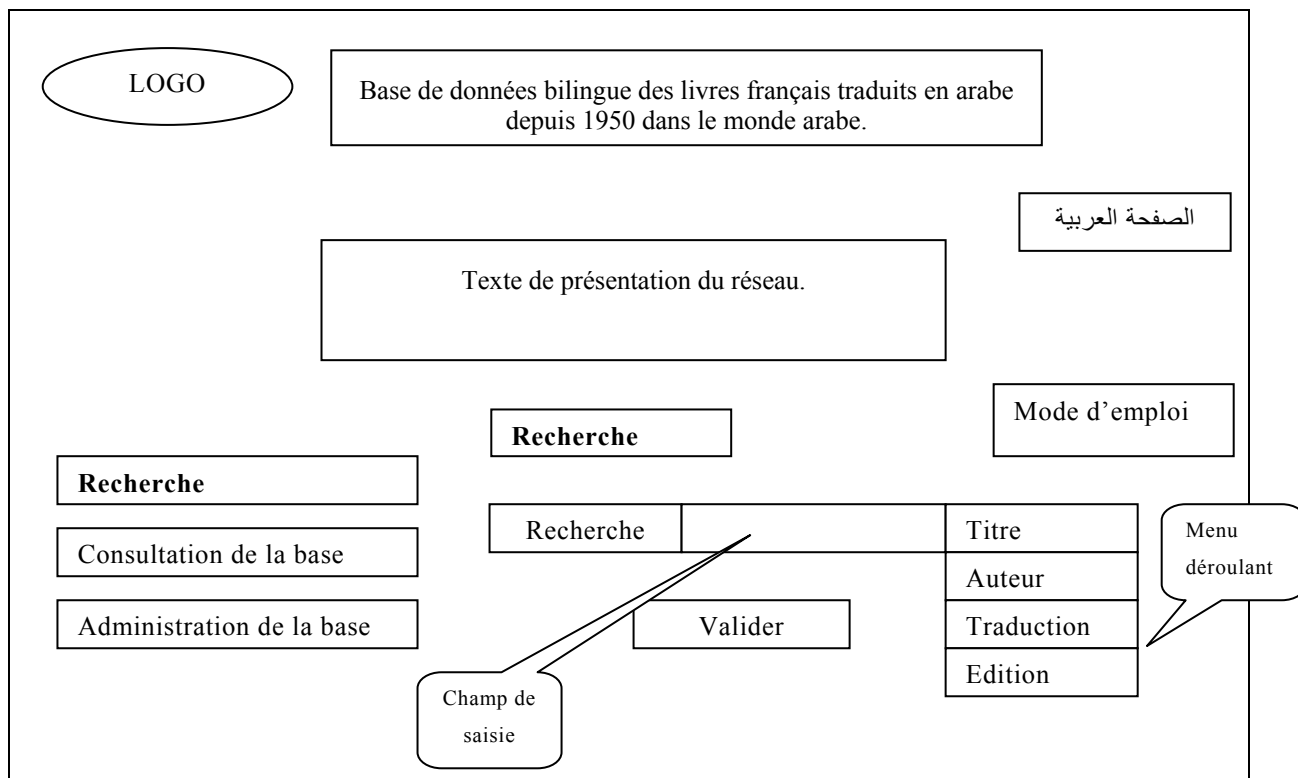 LOGO
Base de données bilingue des livres français traduits en arabe
depuis 1950 dans le monde arabe.
الصفحة العربية
Texte de présentation du réseau.
Mode d’emploi
Recherche
Recherche
Consultation de la base
Administration de la base
Recherche
Titre
Auteur
Traduction
Edition
Valider
Menu
déroulant
Champ de
saisie